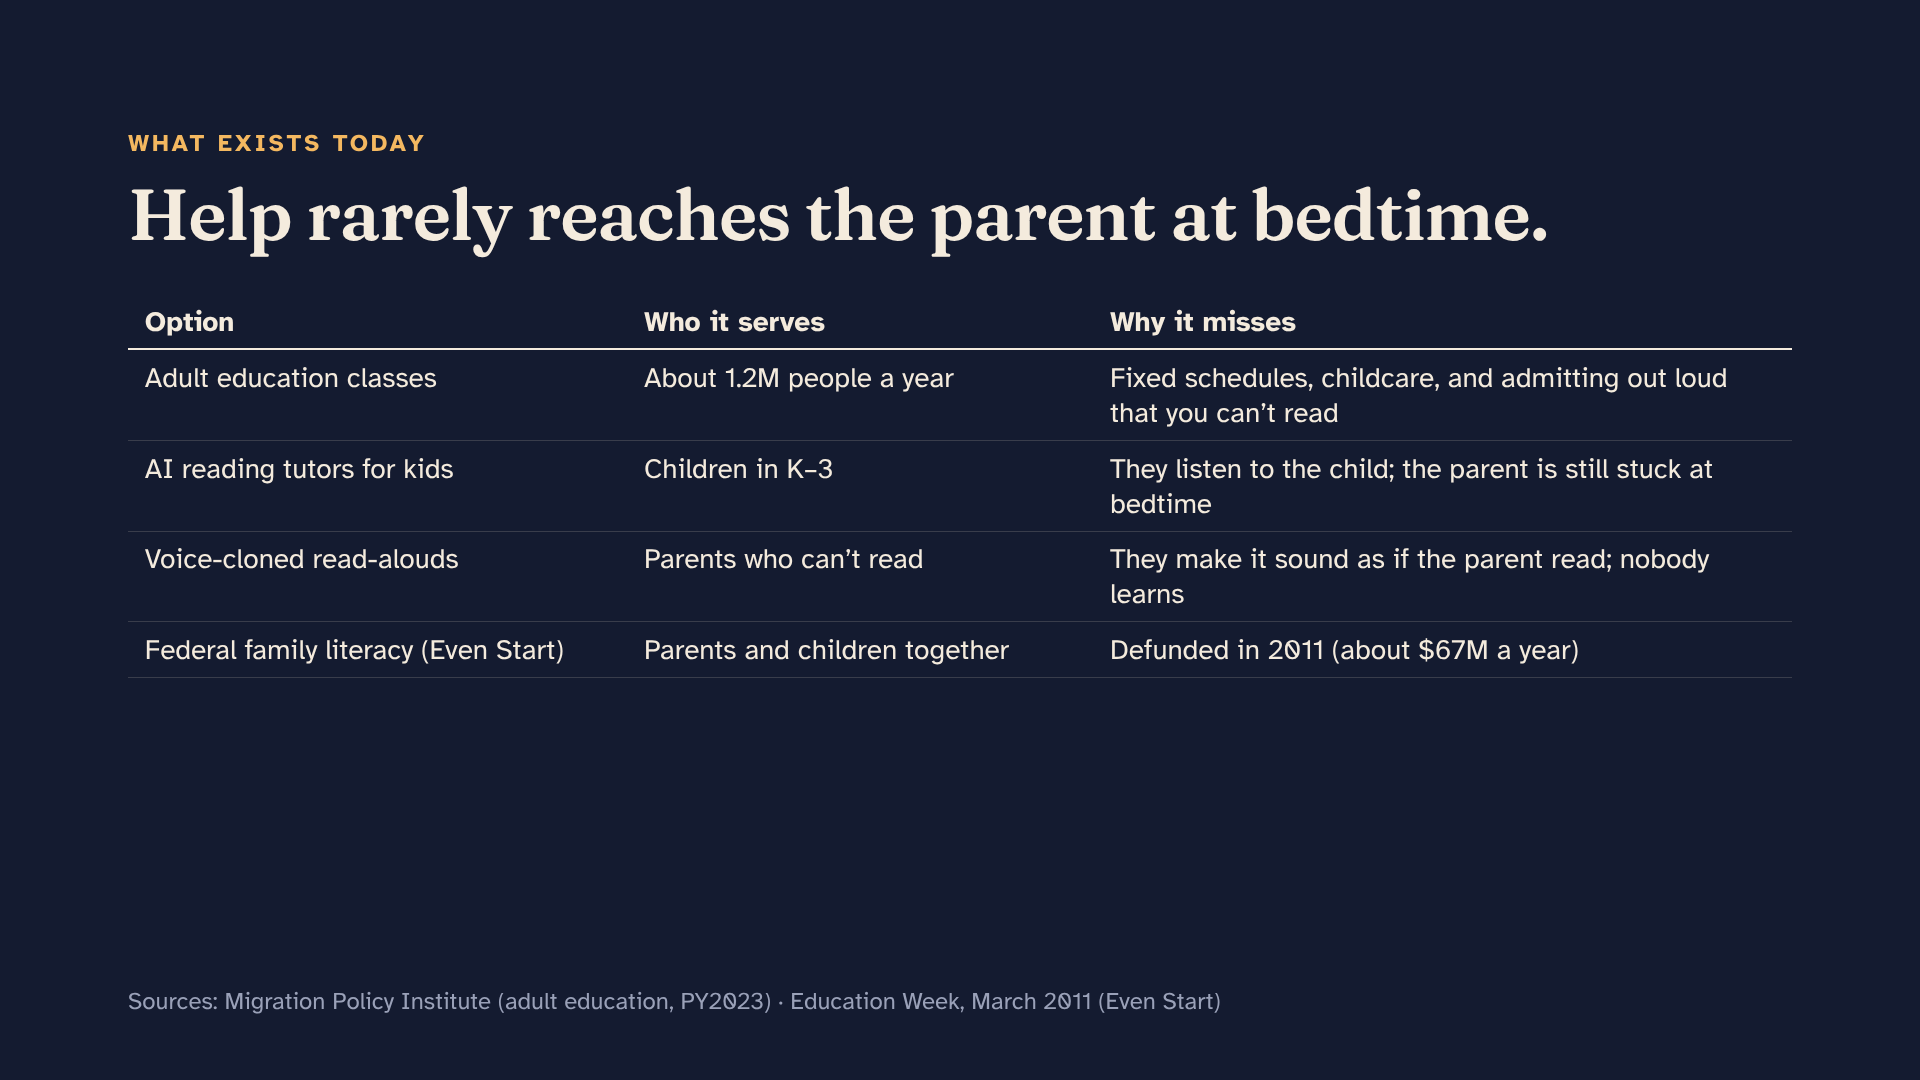 WHAT EXISTS TODAY
Help rarely reaches the parent at bedtime.
Option Who it serves Why it misses
Adult education classes About 1.2M people a year Fixed schedules, childcare, and admitting out loud
that you can’t read
AI reading tutors for kids Children in K–3 They listen to the child; the parent is still stuck at
bedtime
Voice-cloned read-alouds Parents who can’t read They make it sound as if the parent read; nobody
learns
Federal family literacy (Even Start) Parents and children together Defunded in 2011 (about $67M a year)
Sources: Migration Policy Institute (adult education, PY2023) · Education Week, March 2011 (Even Start)